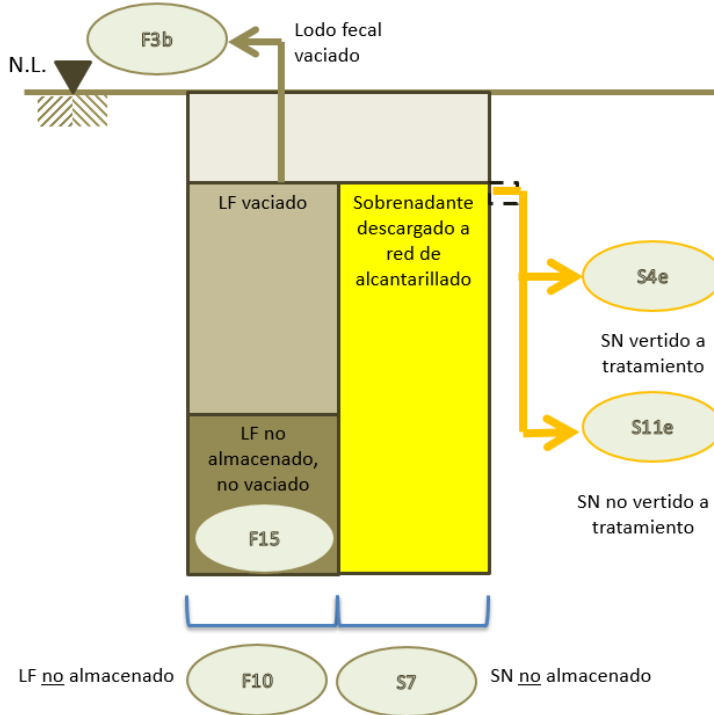 F3b
Lodo fecal
vaciado
N.L.
LF vaciado
Sobrenadante
descargado a
red de
alcantarillado
S4e
SN vertido a
tratamiento
LF no
almacenado,
no vaciado
F15
S11e
SN no vertido a
tratamiento
LF no almacenado
F10
S7
SN no almacenado